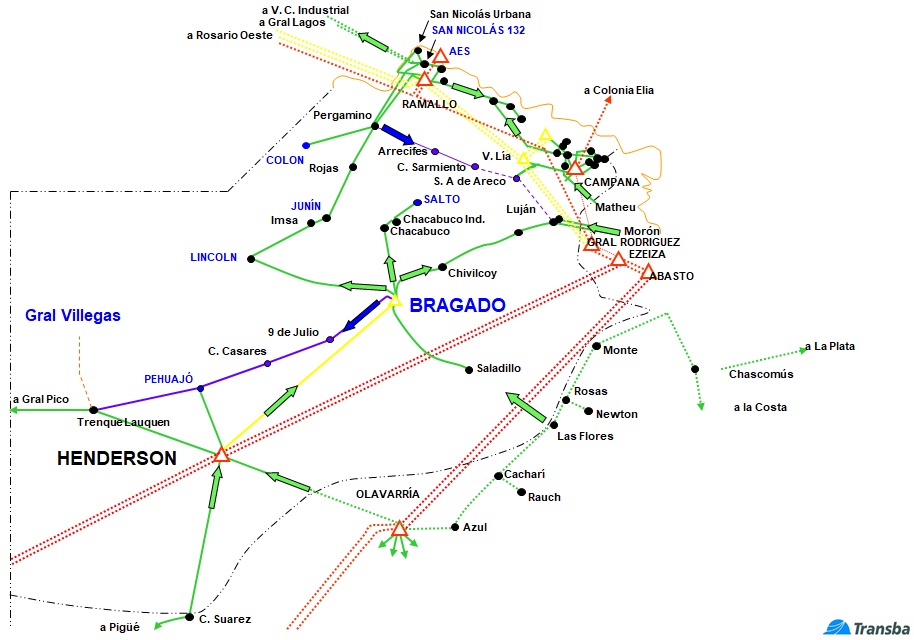 a V. C. Industrial
San Nicolás Urbana
a Gral Lagos
SAN NICOLÁS 132
a Rosario Oeste
AES
a Colonia Elia
RAMALLO
Pergamino
Arrecifes
V. Lia
COLON
C. Sarmiento
Rojas
S. A de Areco
CAMPANA
SALTO
JUNÍN
Matheu
Luján
Imsa
Chacabuco Ind.
Chacabuco
Morón
GRAL RODRIGUEZ
LINCOLN
EZEIZA
Chivilcoy
ABASTO
BRAGADO
Gral Villegas
9 de Julio
C. Casares
Monte
a La Plata
Saladillo
Chascomús
PEHUAJÓ
Rosas
a Gral Pico
a la Costa
Newton
Trenque Lauquen
Las Flores
HENDERSON
Cacharí
OLAVARRÍA
Rauch
Azul
C. Suarez
a Pigüé
Transba